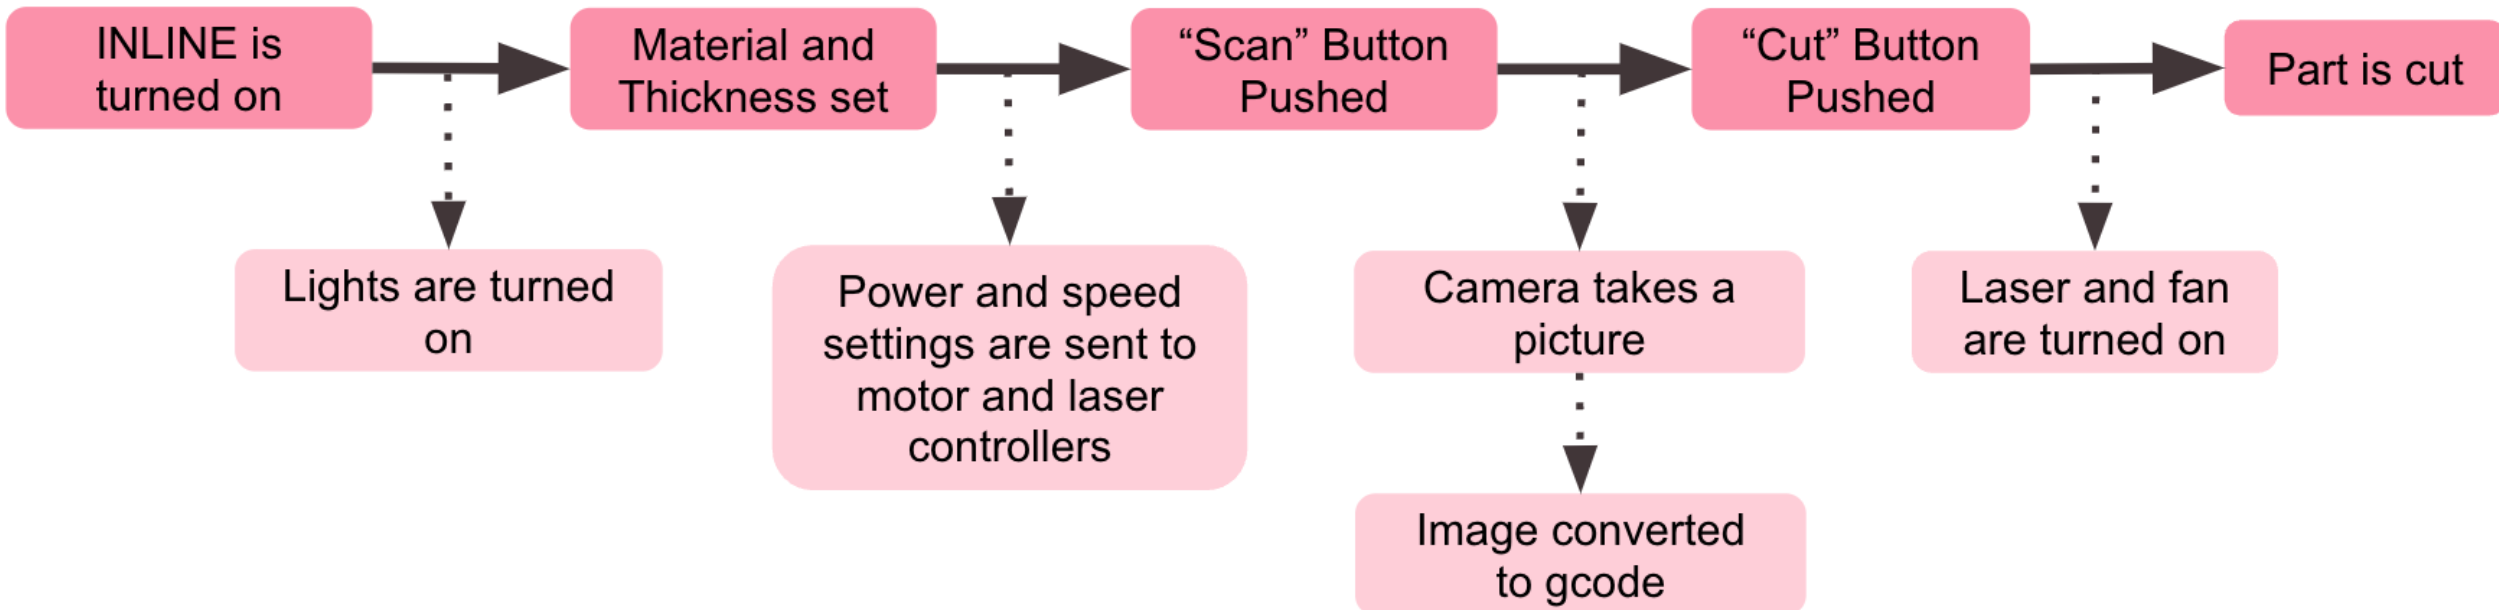 INLINE is
turned on
Material and
Thickness set
“Scan” Button
Pushed
“Cut” Button
Pushed
Part is cut
Lights are turned
on
Power and speed
settings are sent to
motor and laser
controllers
Camera takes a
picture
Laser and fan
are turned on
Image converted
to gcode